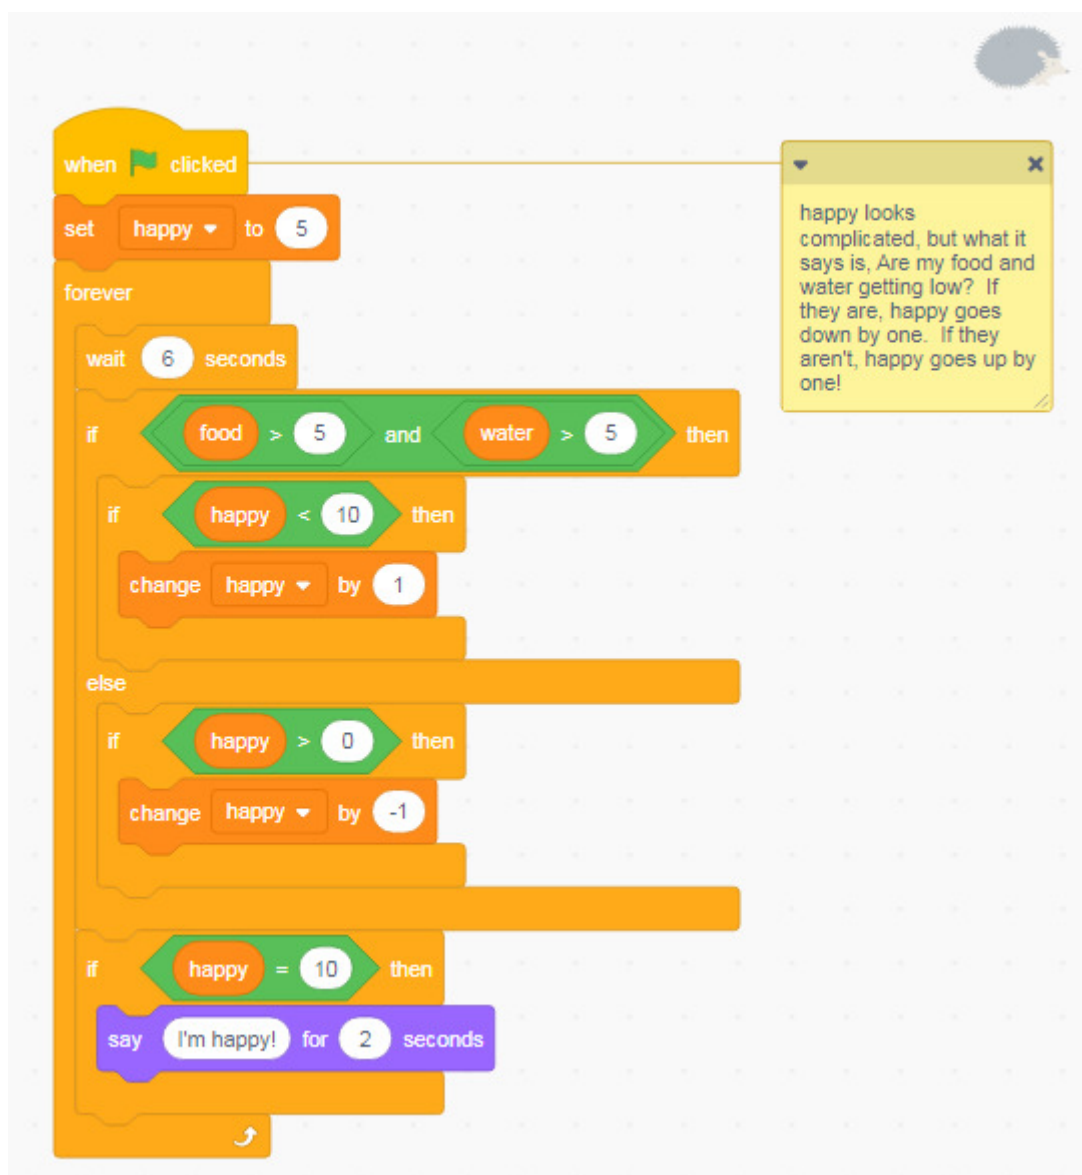 when clicked
set happy to 5
forever
wait 6 seconds
if food > 5 and water > 5 then
if happy < 10 then
change happy by 1
else
if happy > 0 then
change happy by -1
if happy = 10 then
say I'm happy! for 2 seconds
happy looks
complicated, but what it
says is, Are my food and
water getting low? If
they are, happy goes
down by one. If they
aren't, happy goes up by
one!